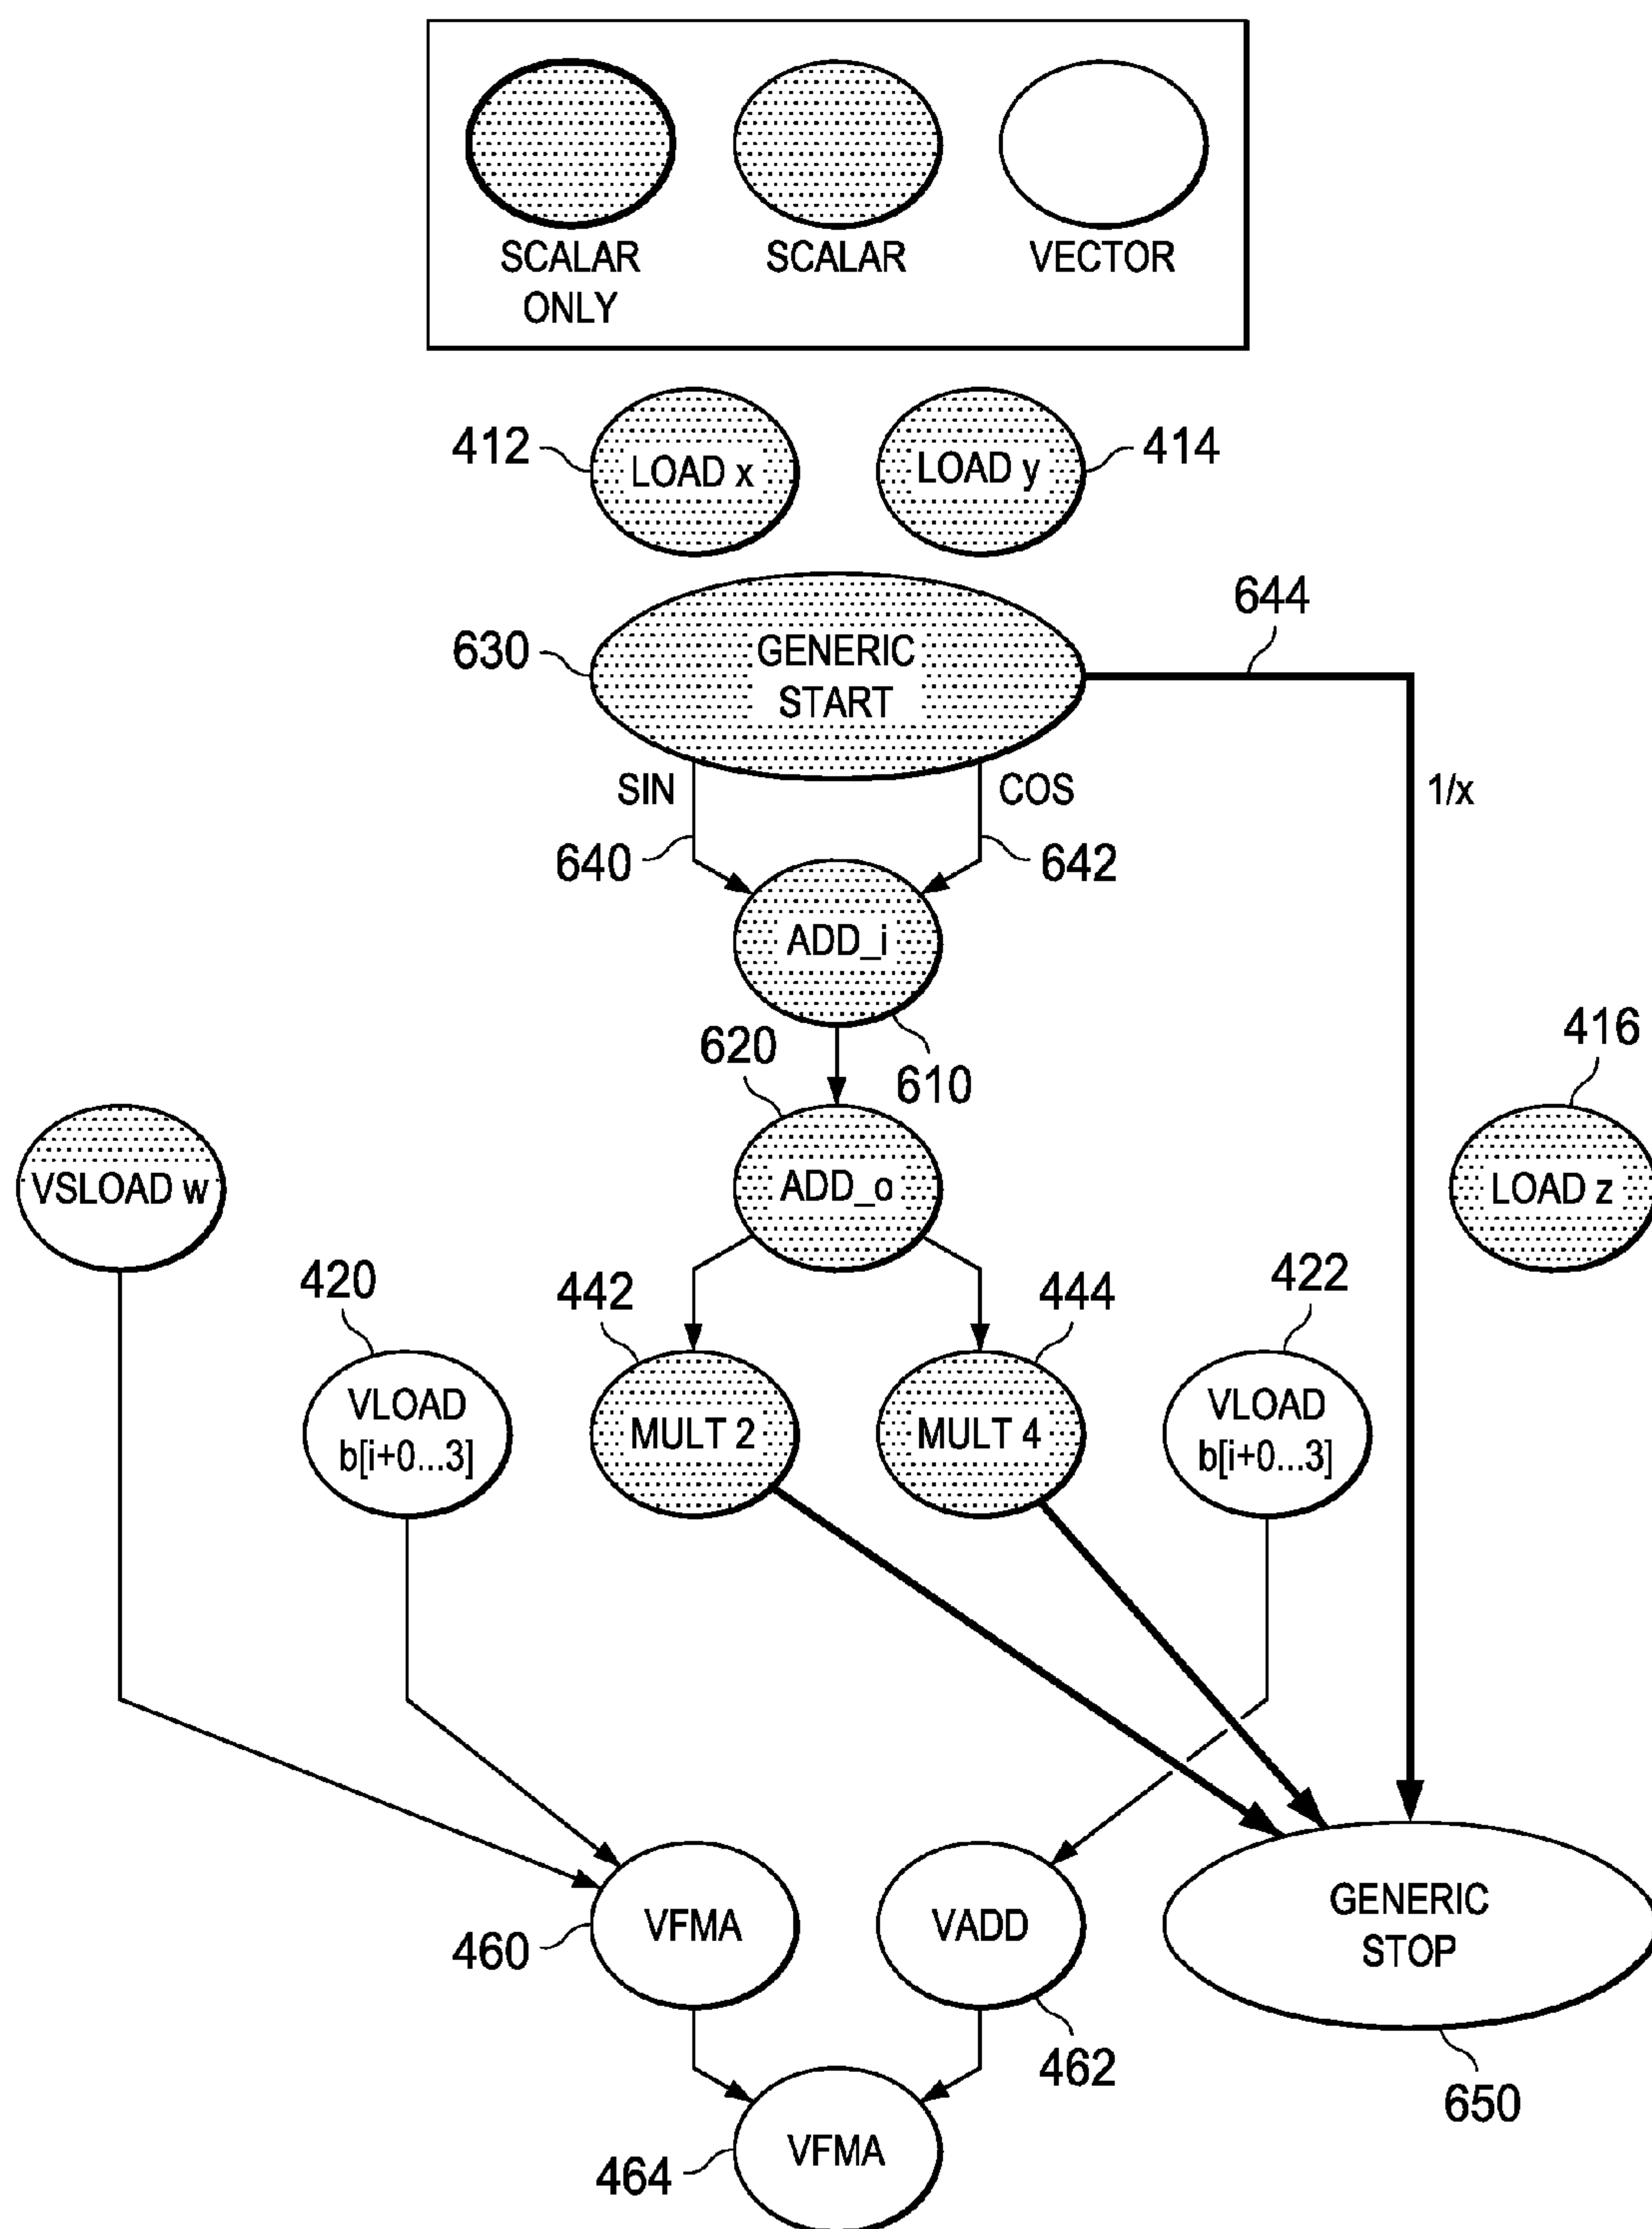 SCALAR ONLY
SCALAR
VECTOR
412
LOAD x
LOAD y
414
644
630
GENERIC
START
SIN
COS
1/x
640
642
ADD_i
416
620
610
VSLOAD w
ADD_o
LOAD z
420
442
444
422
VLOAD
b[i+0...3]
MULT 2
MULT 4
VLOAD
b[i+0...3]
460
VFMA
VADD
GENERIC
STOP
462
650
464
VFMA